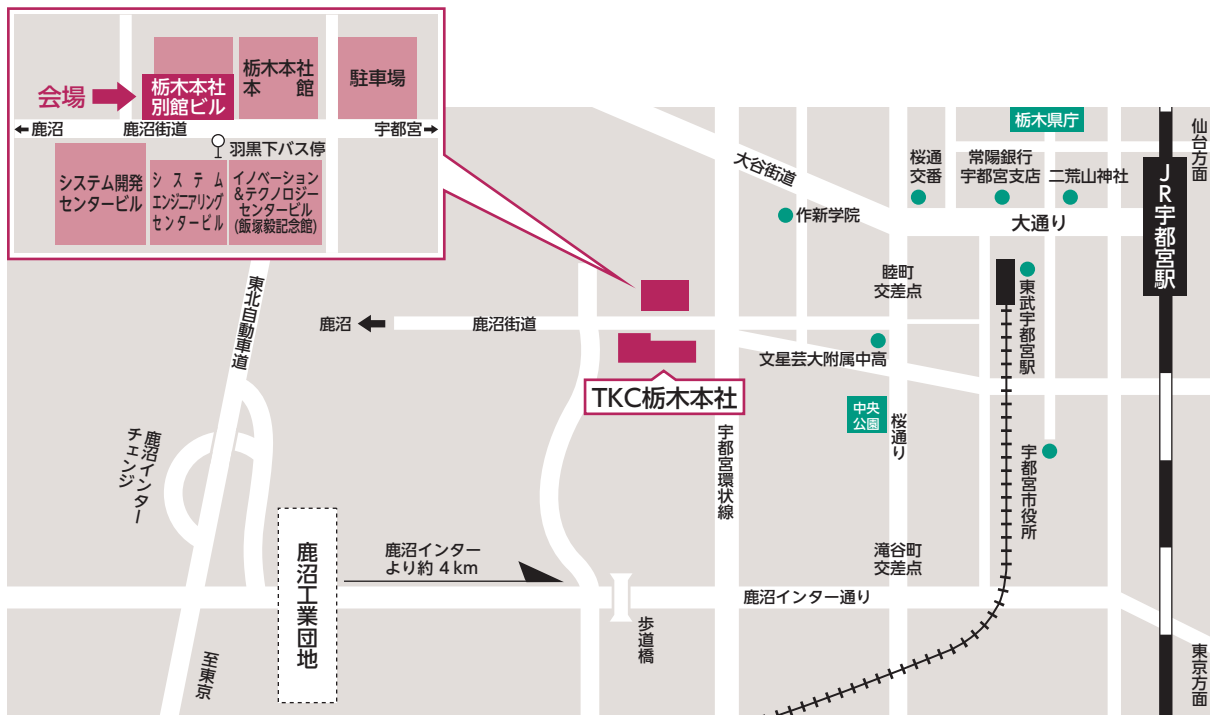 栃木本社
本館
駐車場
会場
栃木本社
別館ビル
鹿沼
鹿沼街道
宇都宮
羽黒下バス停
システム開発
センタービル
システム
エンジニアリング
センタービル
イノベーション
&テクノロジー
センタービル
(飯塚毅記念館)
栃木県庁
仙台方面
大谷街道
桜通
交番
常陽銀行
宇都宮支店
二荒山神社
JR宇都宮駅
作新学院
大通り
睦町
交差点
東武宇都宮駅
東北自動車道
鹿沼
鹿沼街道
文星芸大附属中高
TKC栃木本社
中央
公園
桜通り
宇都宮環状線
宇都宮市役所
鹿沼インター
チェンジ
鹿沼工業団地
鹿沼インター
より約 4km
滝谷町
交差点
鹿沼インター通り
歩道橋
至東京
東京方面